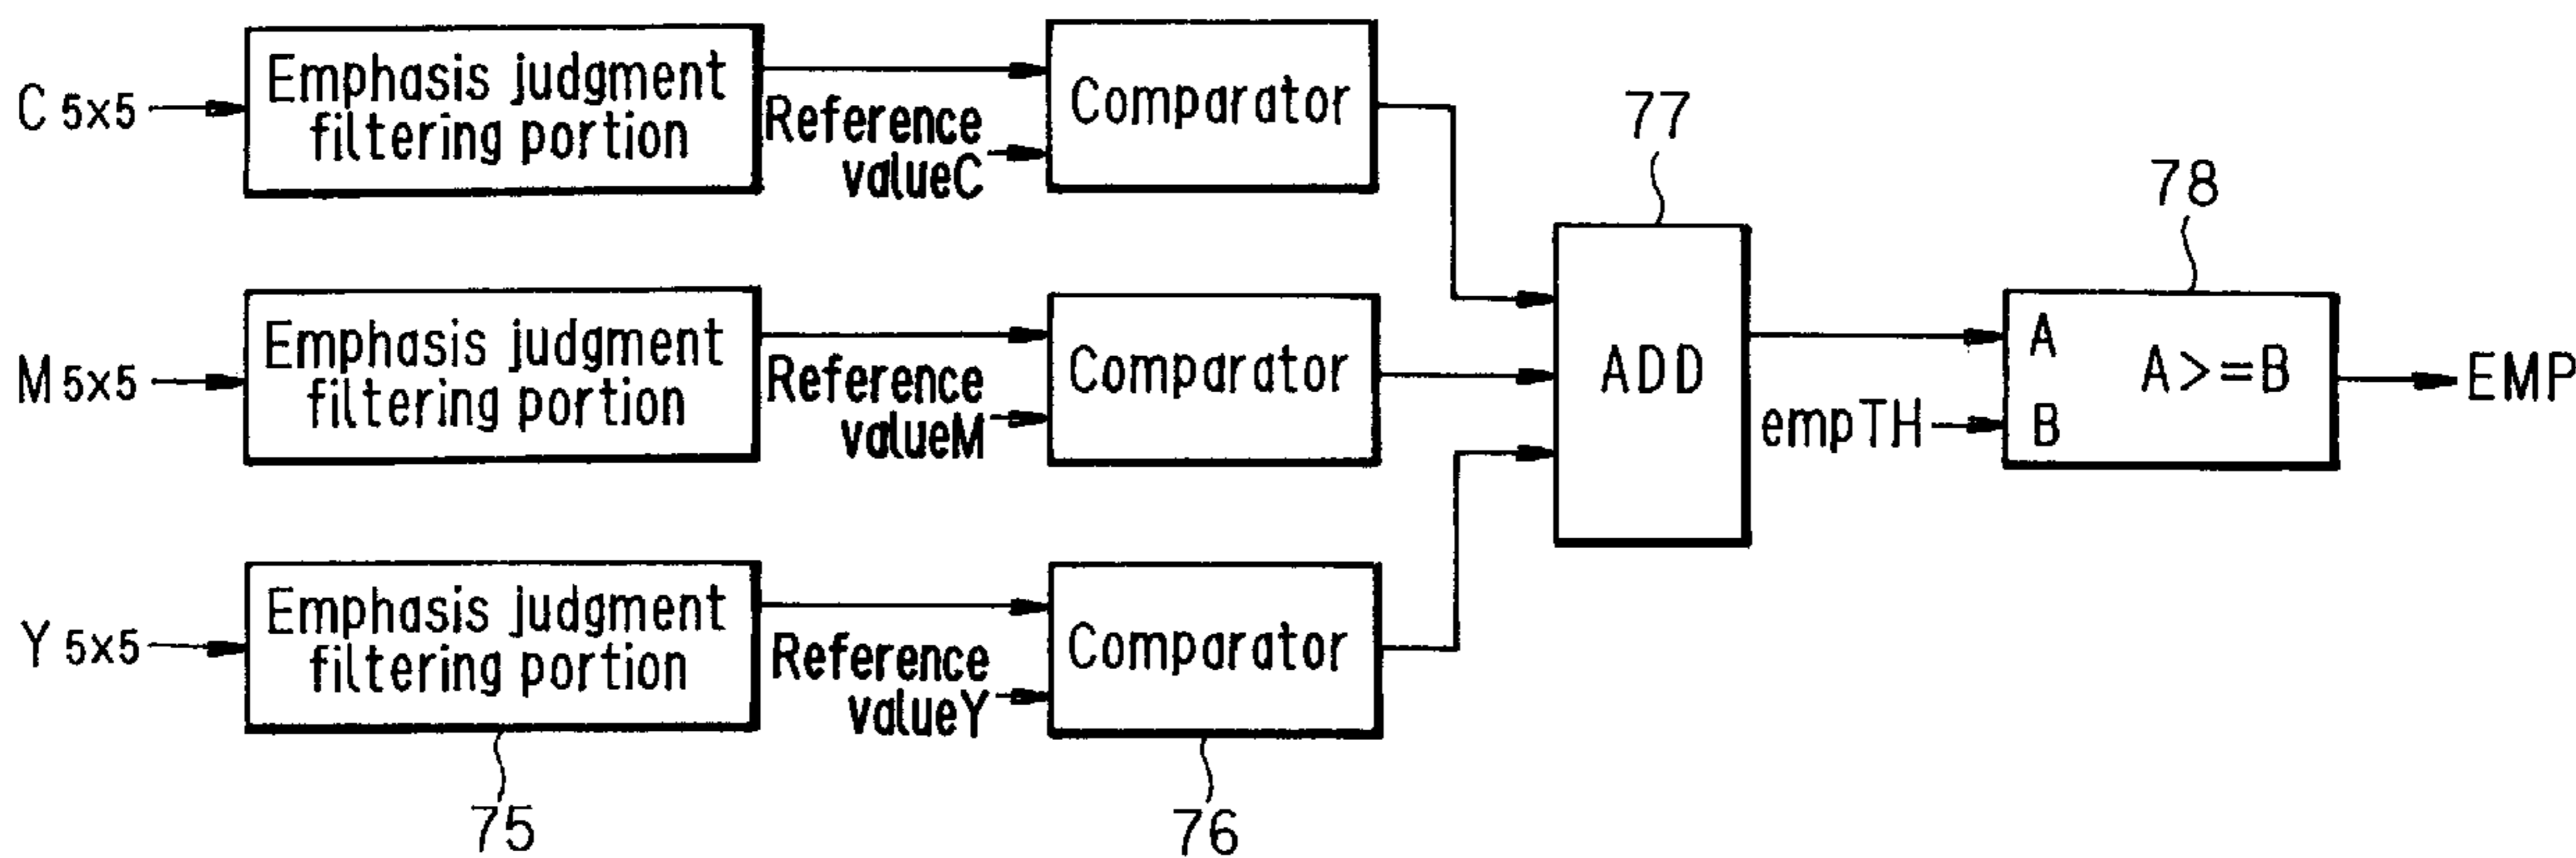 C 5x5
Emphasis judgment
filtering portion
Reference
valueC
Comparator
77
78
M 5x5
Emphasis judgment
filtering portion
Reference
valueM
Comparator
ADD
empTH
A
B
A>=B
EMP
Y 5x5
Emphasis judgment
filtering portion
Reference
valueY
Comparator
75
76